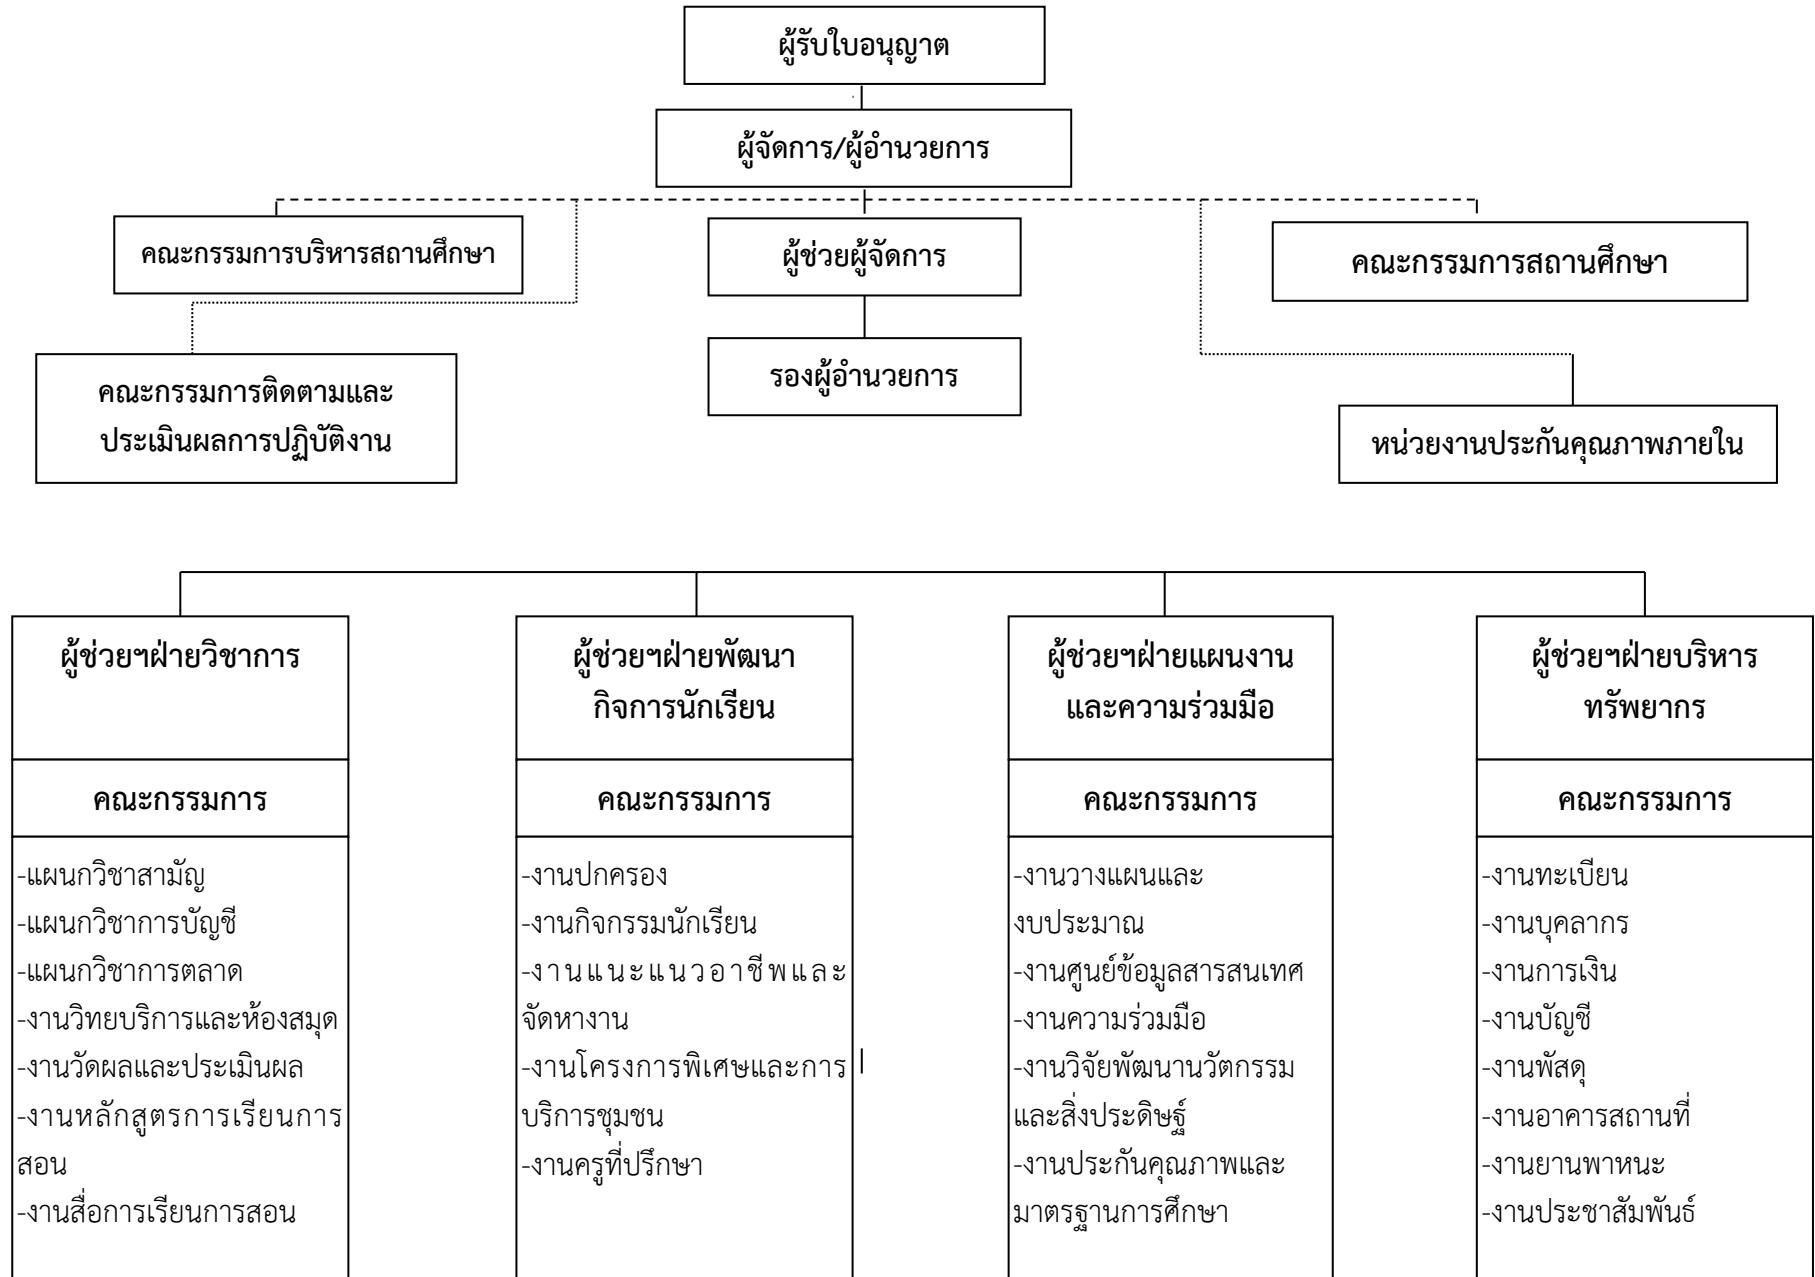 ผู้รับใบอนุญาต
ผู้จัดการ/ผู้อำนวยการ
คณะกรรมการบริหารสถานศึกษา
ผู้ช่วยผู้จัดการ
คณะกรรมการสถานศึกษา
รองผู้อำนวยการ
คณะกรรมการติดตามและ
ประเมินผลการปฏิบัติงาน
หน่วยงานประกันคุณภาพภายใน
ผู้ช่วยฯฝ่ายวิชาการ
คณะกรรมการ
-แผนกวิชาสามัญ
-แผนกวิชาการบัญชี
-แผนกวิชาการตลาด
-งานวิทยบริการและห้องสมุด
-งานวัดผลและประเมินผล
-งานหลักสูตรการเรียนการ
สอน
-งานสื่อการเรียนการสอน
ผู้ช่วยฯฝ่ายพัฒนา
กิจการนักเรียน
คณะกรรมการ
-งานปกครอง
-งานกิจกรรมนักเรียน
-งานแนะแนวอาชีพและ
จัดหางาน
-งานโครงการพิเศษและการ
บริการชุมชน
-งานครูที่ปรึกษา
ผู้ช่วยฯฝ่ายแผนงาน
และความร่วมมือ
คณะกรรมการ
-งานวางแผนและ
งบประมาณ
-งานศูนย์ข้อมูลสารสนเทศ
-งานความร่วมมือ
-งานวิจัยพัฒนานวัตกรรม
และสิ่งประดิษฐ์
-งานประกันคุณภาพและ
มาตรฐานการศึกษา
ผู้ช่วยฯฝ่ายบริหาร
ทรัพยากร
คณะกรรมการ
-งานทะเบียน
-งานบุคลากร
-งานการเงิน
-งานบัญชี
-งานพัสดุ
-งานอาคารสถานที่
-งานยานพาหนะ
-งานประชาสัมพันธ์